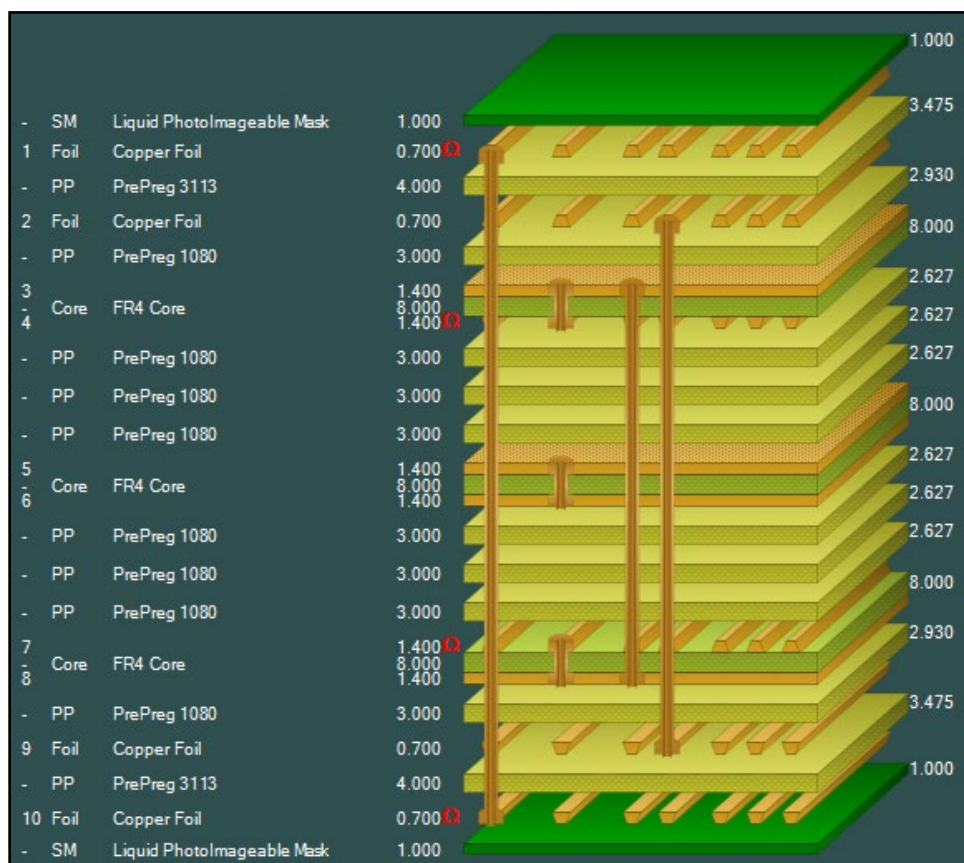 1.000
- SM Liquid PhotoImageable Mask 1.000
3.475
1 Foil Copper Foil 0.700 Ω
- PP PrePreg 3113 4.000
2.930
2 Foil Copper Foil 0.700
8.000
- PP PrePreg 1080 3.000
2.627
3 1.400
- Core FR4 Core 8.000
4 1.400 Ω
2.627
- PP PrePreg 1080 3.000
2.627
- PP PrePreg 1080 3.000
8.000
- PP PrePreg 1080 3.000
2.627
5 1.400
- Core FR4 Core 8.000
6 1.400
2.627
- PP PrePreg 1080 3.000
2.627
- PP PrePreg 1080 3.000
8.000
- PP PrePreg 1080 3.000
2.930
7 1.400 Ω
- Core FR4 Core 8.000
8 1.400
3.475
- PP PrePreg 1080 3.000
9 Foil Copper Foil 0.700
1.000
- PP PrePreg 3113 4.000
10 Foil Copper Foil 0.700 Ω
- SM Liquid PhotoImageable Mask 1.000